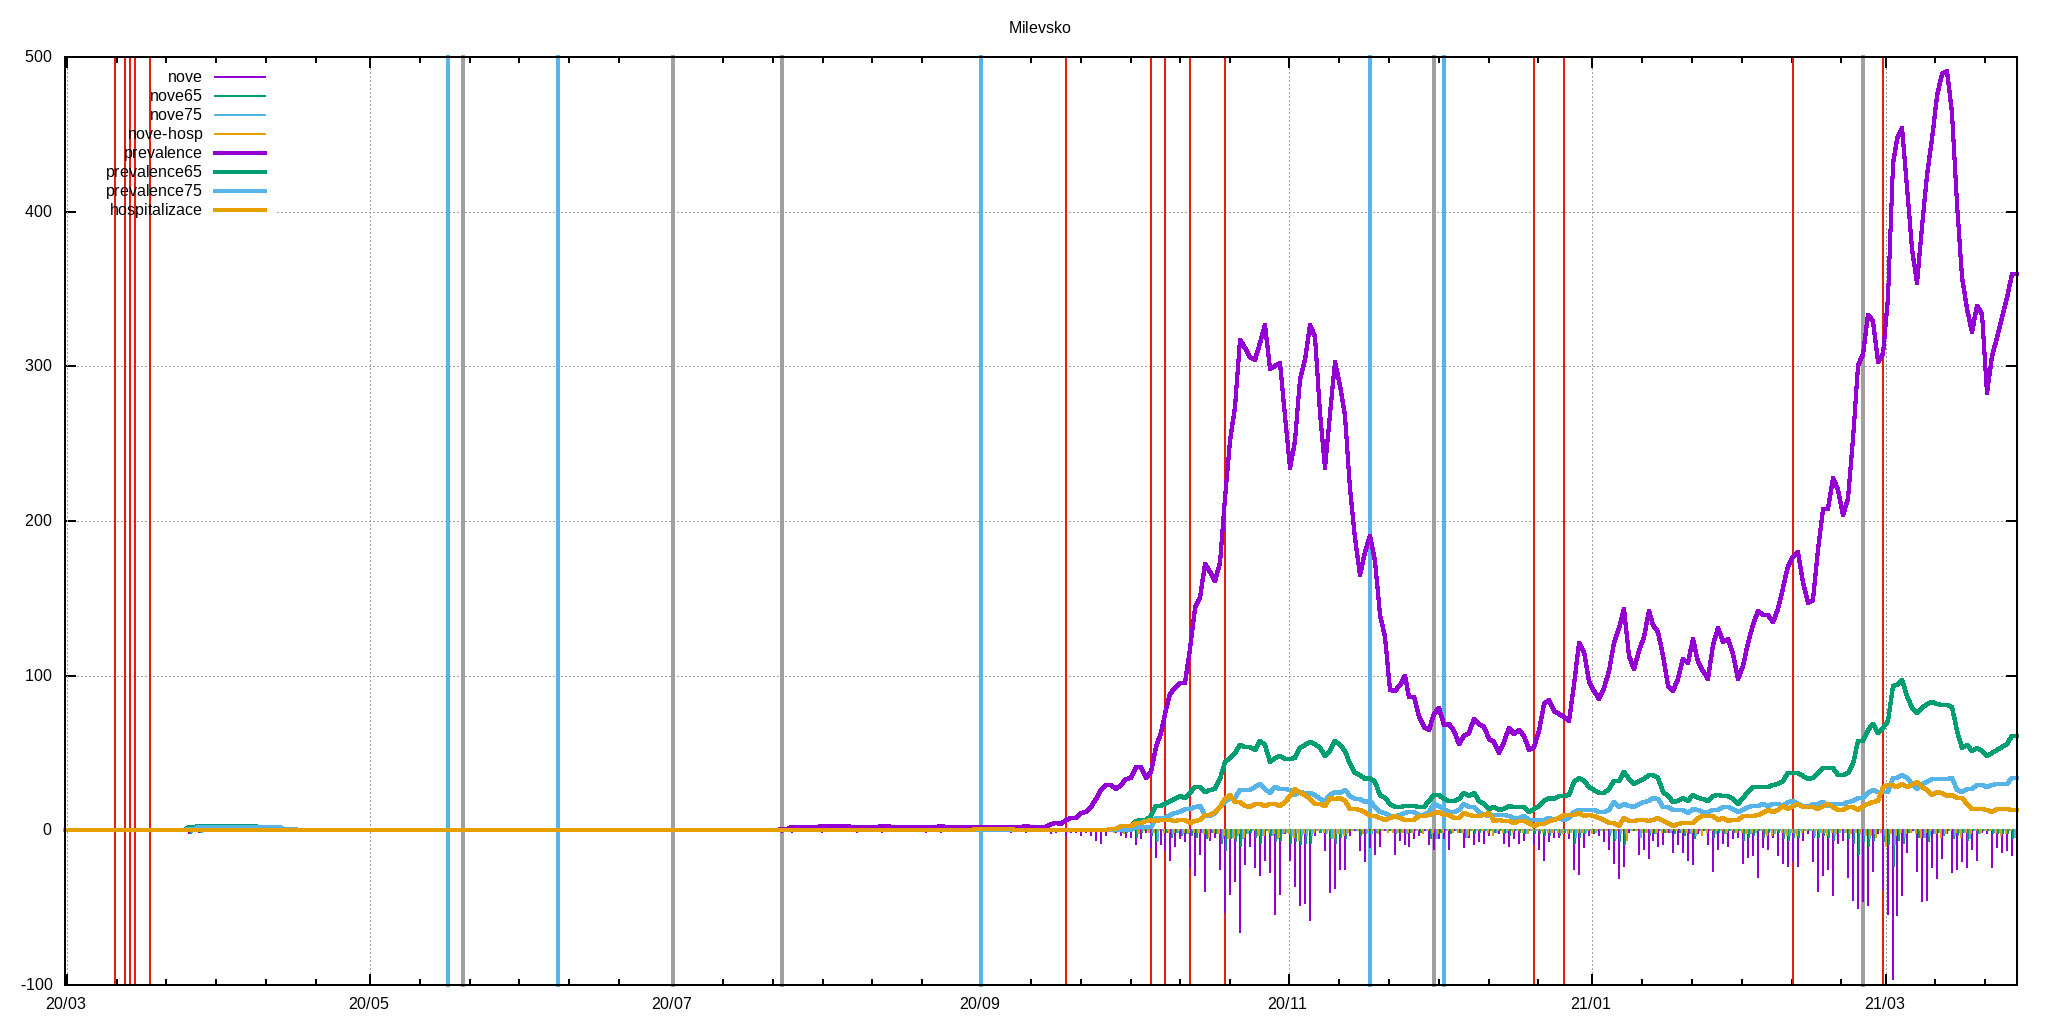 Milevsko
500
nove
nove65
nove75
nove-hosp
prevalence
prevalence65
prevalence75
hospitalizace
400
300
200
100
0
-100
20/03 20/05 20/07 20/09 20/11 21/01 21/03